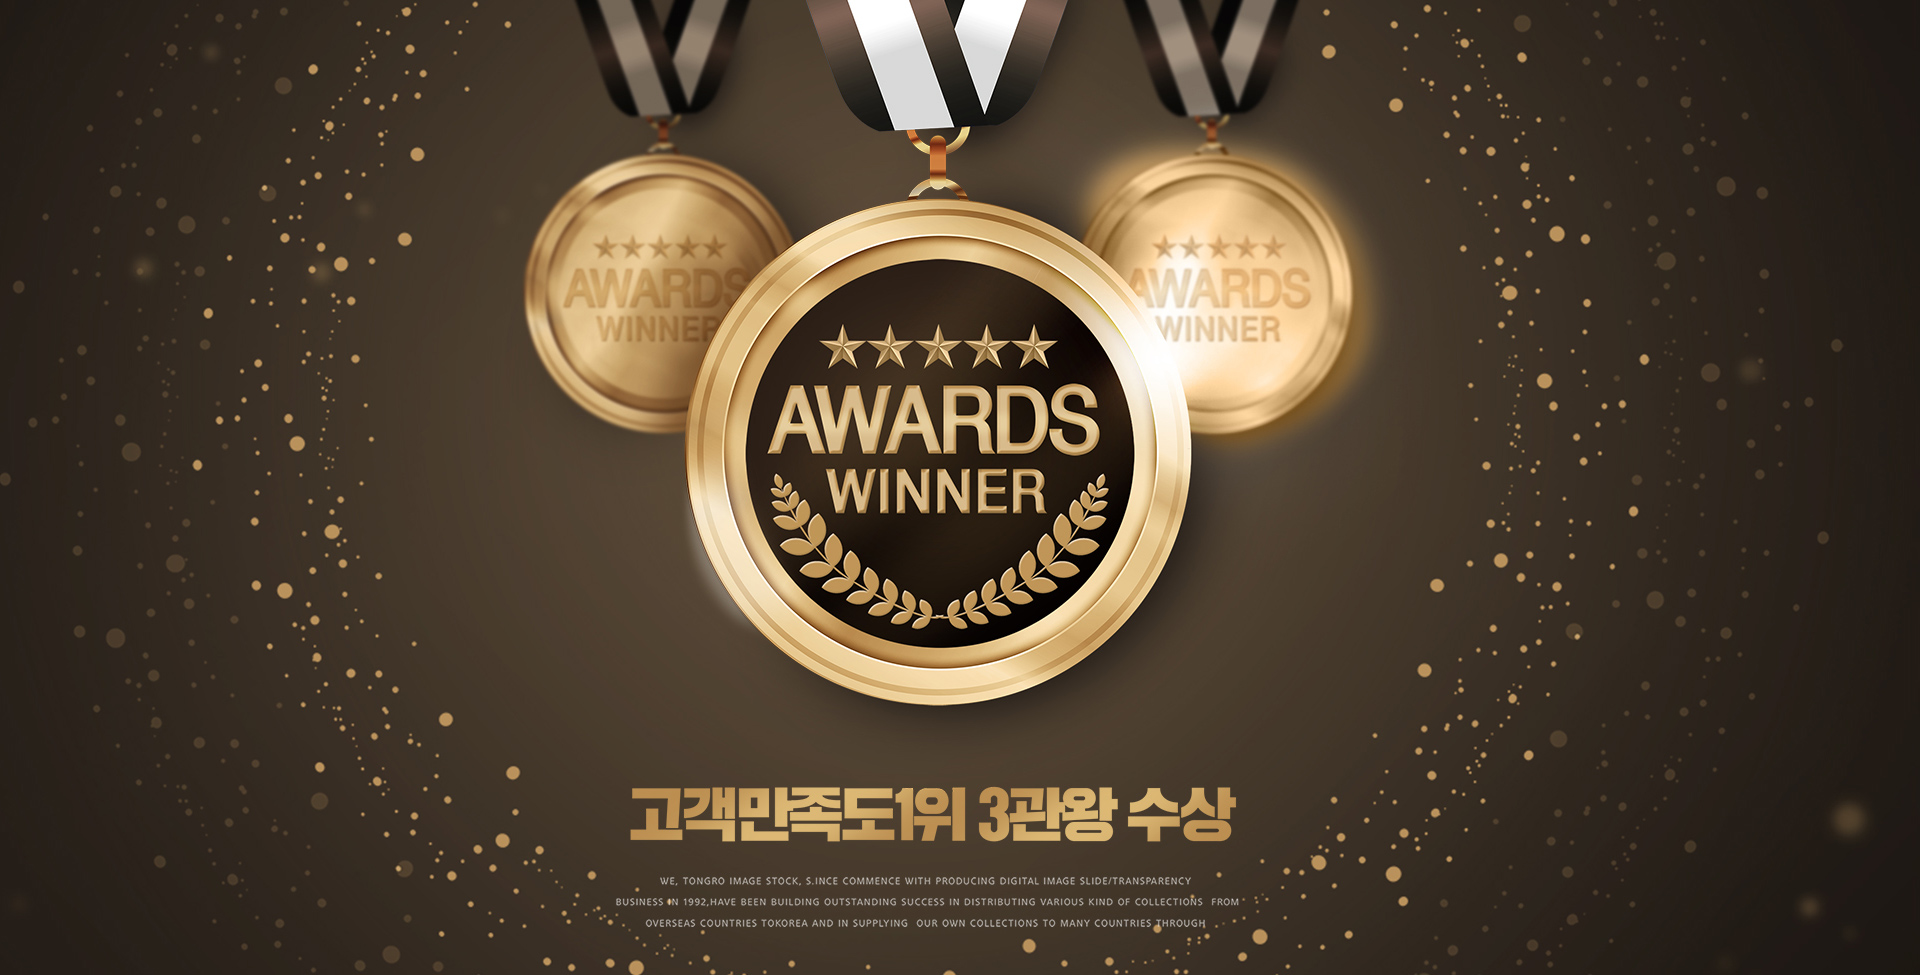 AWARDS
WINNER
AWARDS
WINNER
AWARDS
WINNER
고객만족도1위 3관왕 수상
WE, TONGRO IMAGE STOCK, S.INCE COMMENCE WITH PRODUCING DIGITAL IMAGE SLIDE/TRANSPARENCY
BUSINESS IN 1992,HAVE BEEN BUILDING OUTSTANDING SUCCESS IN DISTRIBUTING VARIOUS KIND OF COLLECTIONS FROM
OVERSEAS COUNTRIES TOKOREA AND IN SUPPLYING OUR OWN COLLECTIONS TO MANY COUNTRIES THROUGH